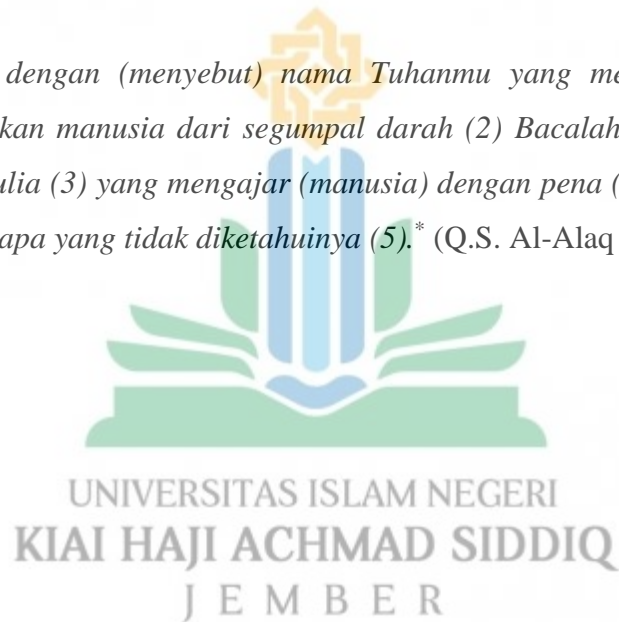 dengan (menyebut) nama Tuhanmu yang me
kan manusia dari segumpal darah (2) Bacalah
ulia (3) yang mengajar (manusia) dengan pena (
apa yang tidak diketahuinya (5).* (Q.S. Al-Alaq
UNIVERSITAS ISLAM NEGERI
KIAI HAJI ACHMAD SIDDIQ
JEMBER